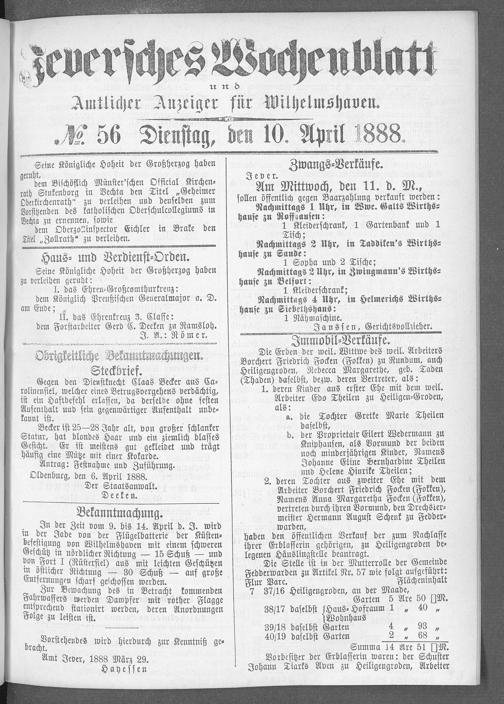 Jeversches Wochenblatt
und
Amtlicher Anzeiger für Wilhelmshaven.
№ 56 Dienstag, den 10. April 1888.
Seine Königliche Hoheit der Großherzog haben
geruht,
dem Bischöflich Münster'schen Official Kirchen-
rath Stukenborg in Vechta den Titel „Geheimer
Oberkirchenrath" zu verleihen und denselben zum
Vorsitzenden des katholischen Oberschulcollegiums in
Vechta zu ernennen, sowie
dem Oberzollinspector Eichler in Brake den
Titel „Zollrath" zu verleihen.
Haus- und Verdienst-Orden.
Seine Königliche Hoheit der Großherzog haben
zu verleihen geruht:
I. das Ehren-Großcomthurkreuz:
dem Königlich Preußischen Generalmajor a. D.
am Ende;
II. das Ehrenkreuz 3. Classe:
dem Forstarbeiter Gerd C. Decken zu Ramsloh.
J. A.: Römer.
Obrigkeitliche Bekanntmachungen.
Steckbrief.
Gegen den Dienstknecht Claas Becker aus Ca-
rolinensiel, welcher eines Betrugsvergehens verdächtig,
ist ein Haftbefehl erlassen, da derselbe ohne festen
Aufenthalt und sein gegenwärtiger Aufenthalt unbe-
kannt ist.
Becker ist 25—28 Jahr alt, von großer schlanker
Statur, hat blondes Haar und ein ziemlich blasses
Gesicht. Er ist meistens gut gekleidet und trägt
häufig eine Mütze mit einer Kokarde.
Antrag: Festnahme und Zuführung.
Oldenburg, den 6. April 1888.
Der Staatsanwalt.
Deeken.
Bekanntmachung.
In der Zeit vom 9. bis 14. April d. J. wird
in der Jade von der Flügelbatterie der Küsten-
befestigung von Wilhelmshaven mit einem schweren
Geschütz in nördlicher Richtung — 15 Schuß — und
von Fort I (Rüstersiel) aus mit leichten Geschützen
in östlicher Richtung — 30 Schuß — auf große
Entfernungen scharf geschossen werden.
Zur Bewachung des in Betracht kommenden
Fahrwassers werden Dampfer mit rother Flagge
entsprechend stationirt werden, deren Anordnungen
Folge zu leisten ist.
Vorstehendes wird hierdurch zur Kenntniß ge-
bracht.
Amt Jever, 1888 März 29.
Hayessen
Zwangs-Verkäufe.
Jever.
Am Mittwoch, den 11. d. M.,
sollen öffentlich gegen Baarzahlung verkauft werden:
Nachmittags 1 Uhr, in Wwe. Gatts Wirths-
hause zu Roffhausen:
1 Kleiderschrank, 1 Gartenbank und 1
Tisch;
Nachmittags 2 Uhr, in Taddiken's Wirths-
hause zu Sande:
1 Sopha und 2 Tische;
Nachmittags 1 Uhr, in Zwingmann's Wirths-
hause zu Belfort:
1 Kleiderschrank;
Nachmittags 4 Uhr, in Helmerichs Wirths-
hause zu Siebethshaus:
1 Nähmaschine.
Janssen, Gerichtsvollzieher.
Immobil-Verkäufe.
Die Erben der weil. Wittwe des weil. Arbeiters
Borchert Friedrich Focken (Folken) zu Rundum, auch
Heiligengroden, Rebecca Margarethe, geb. Taden
(Thaden) daselbst, bezw. deren Vertreter, als:
1. deren Kinder aus erster Ehe mit dem weil.
Arbeiter Edo Theilen zu Heiligen-Groden,
als:
a. die Tochter Gretke Marie Theilen
daselbst,
b. der Proprietair Eilert Wedermann zu
Kniphausen, als Vormund der beiden
noch minderjährigen Kinder, Namens
Johanne Eline Bernhardine Theilen
und Helene Hinrike Theilen;
2. deren Tochter aus zweiter Ehe mit dem
Arbeiter Borchert Friedrich Focken (Folken),
Namens Anna Margarethe Focken (Folken),
vertreten durch ihren Vormund, den Drechsler-
meister Hermann August Schenk zu Fedder-
warden,
haben den öffentlichen Verkauf der zum Nachlasse
ihrer Erblasserin gehörigen, zu Heiligengroden be-
legenen Häuslingstelle beantragt.
Die Stelle ist in der Mutterrolle der Gemeinde
Fedderwarden zu Artikel Nr. 57 wie folgt aufgeführt:
Flur Parc. Flächeninhalt
7 37/16 Heiligengroden, an der Maade,
Garten 5 Are 50 []M.
38/17 daselbst {Haus- Hofraum 1 „ 40 „
{Wohnhaus
39/18 daselbst Garten 4 „ 93 „
40/19 daselbst Garten 2 „ 68 „
Summa 14 Are 51 []M.
Vorbesitzer der Erblasserin waren: der Schuster
Johann Tiarks Aven zu Heiligengroden, Arbeiter